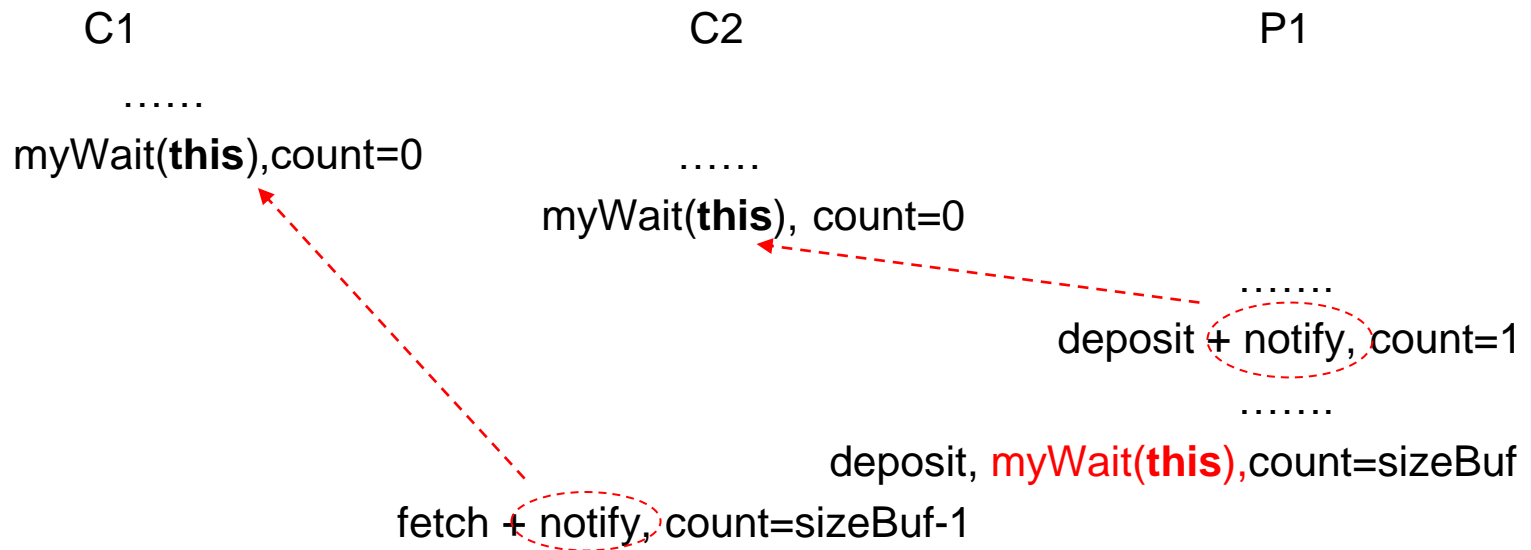 C1 C2 P1
……
myWait(this),count=0
……
myWait(this), count=0
…….
deposit + notify, count=1
…….
deposit, myWait(this),count=sizeBuf
fetch + notify, count=sizeBuf-1